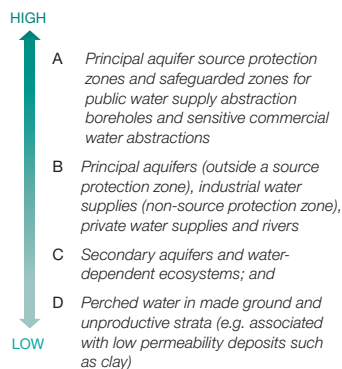 HIGH
A Principal aquifer source protection
zones and safeguarded zones for
public water supply abstraction
boreholes and sensitive commercial
water abstractions
B Principal aquifers (outside a source
protection zone), industrial water
supplies (non-source protection zone),
private water supplies and rivers
C Secondary aquifers and water-
dependent ecosystems; and
D Perched water in made ground and
unproductive strata (e.g. associated
with low permeability deposits such
as clay)
LOW